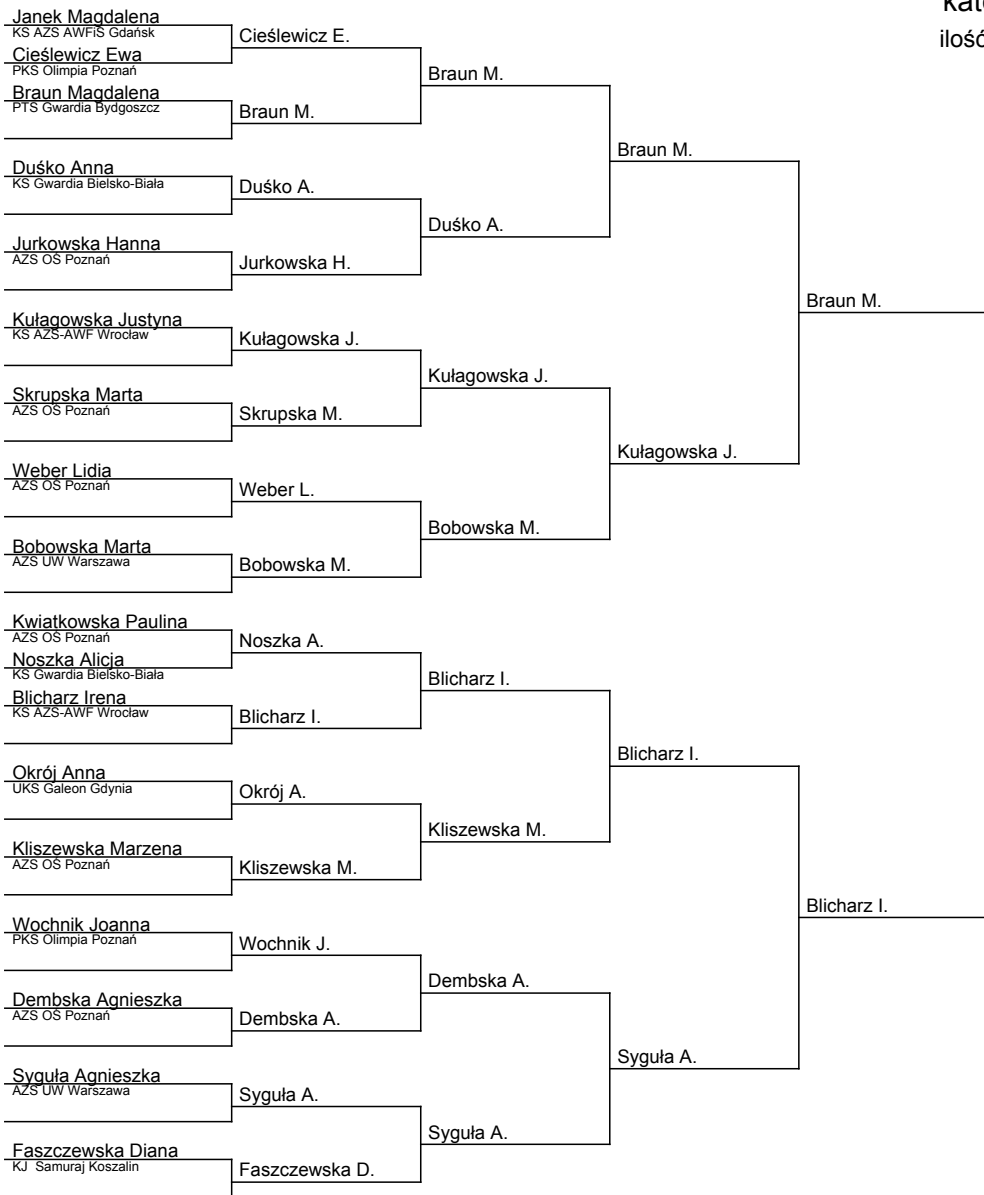 kate
ilość
Janek Magdalena
KS AZS AWFiS Gdańsk
Cieślewicz Ewa
PKS Olimpia Poznań
Braun Magdalena
PTS Gwardia Bydgoszcz
Duśko Anna
KS Gwardia Bielsko-Biała
Jurkowska Hanna
AZS OŚ Poznań
Kułagowska Justyna
KS AZS-AWF Wrocław
Skrupska Marta
AZS OŚ Poznań
Weber Lidia
AZS OŚ Poznań
Bobowska Marta
AZS UW Warszawa
Kwiatkowska Paulina
AZS OŚ Poznań
Noszka Alicja
KS Gwardia Bielsko-Biała
Blicharz Irena
KS AZS-AWF Wrocław
Okrój Anna
UKS Galeon Gdynia
Kliszewska Marzena
AZS OŚ Poznań
Wochnik Joanna
PKS Olimpia Poznań
Dembska Agnieszka
AZS OŚ Poznań
Syguła Agnieszka
AZS UW Warszawa
Faszczewska Diana
KJ Samuraj Koszalin
Cieślewicz E.
Braun M.
Duśko A.
Jurkowska H.
Kułagowska J.
Skrupska M.
Weber L.
Bobowska M.
Noszka A.
Blicharz I.
Okrój A.
Kliszewska M.
Wochnik J.
Dembska A.
Syguła A.
Faszczewska D.
Braun M.
Duśko A.
Kułagowska J.
Bobowska M.
Blicharz I.
Kliszewska M.
Dembska A.
Syguła A.
Braun M.
Kułagowska J.
Blicharz I.
Syguła A.
Braun M.
Blicharz I.